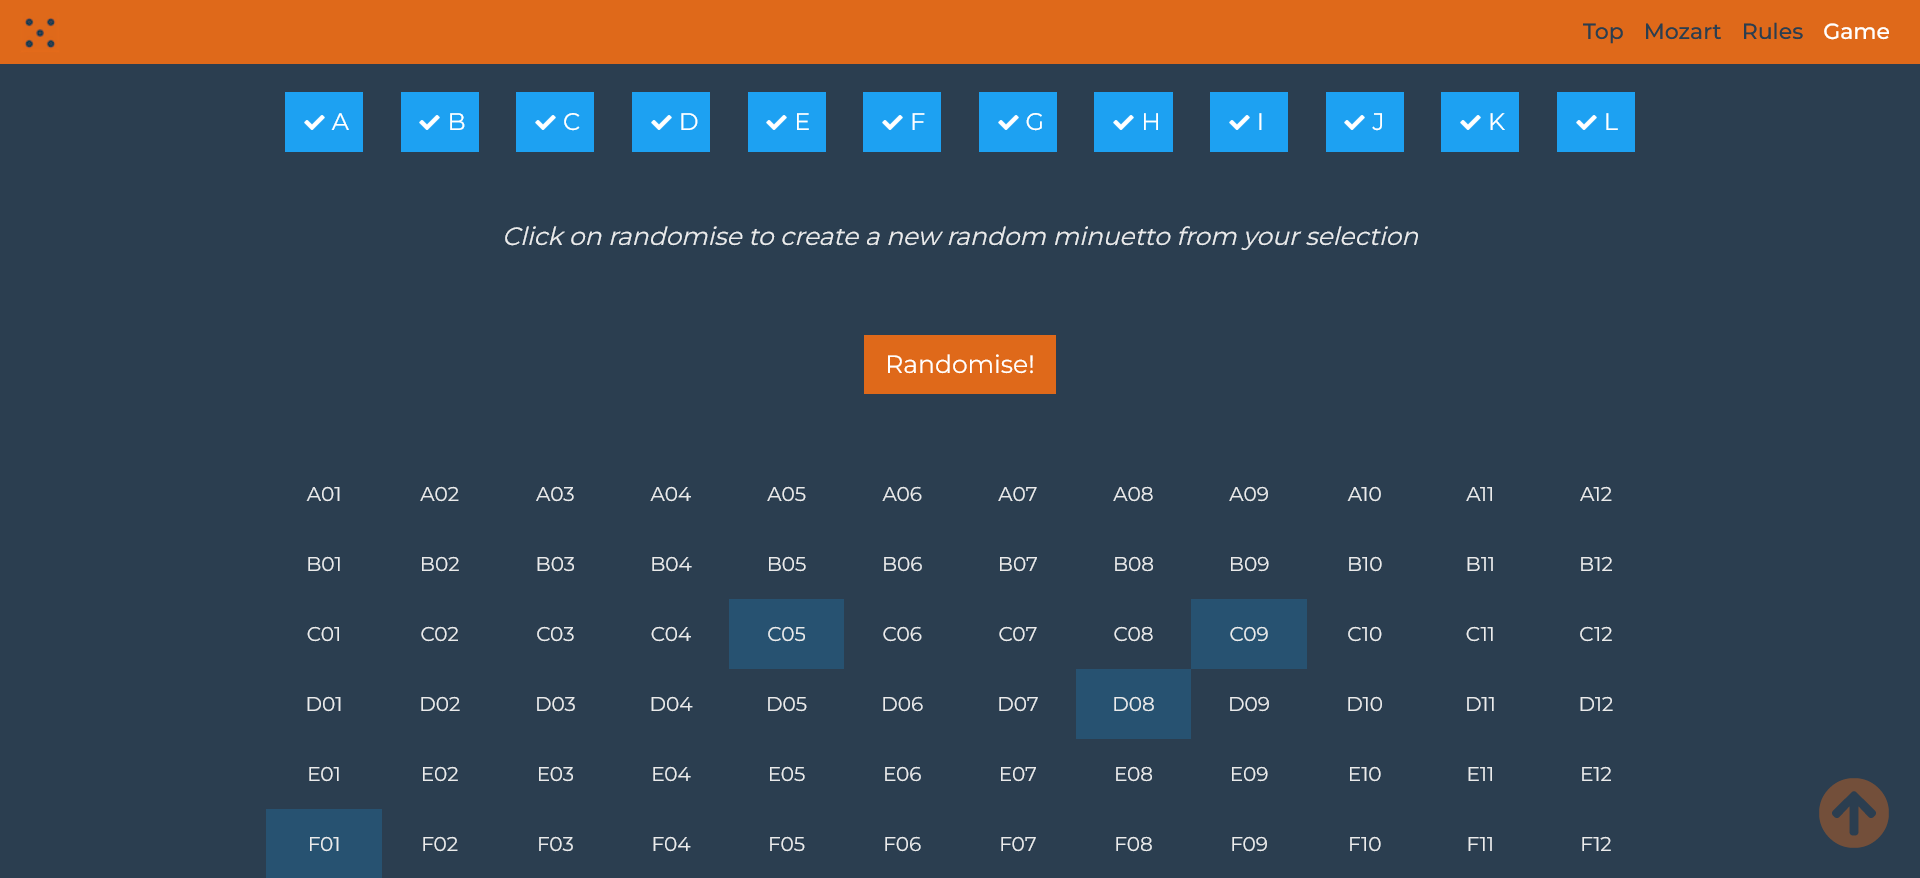 Top Mozart Rules Game
A B C D E F G H I J K L
Click on randomise to create a new random minuetto from your selection
Randomise!
A01 A02 A03 A04 A05 A06 A07 A08 A09 A10 A11 A12
B01 B02 B03 B04 B05 B06 B07 B08 B09 B10 B11 B12
C01 C02 C03 C04 C05 C06 C07 C08 C09 C10 C11 C12
D01 D02 D03 D04 D05 D06 D07 D08 D09 D10 D11 D12
E01 E02 E03 E04 E05 E06 E07 E08 E09 E10 E11 E12
F01 F02 F03 F04 F05 F06 F07 F08 F09 F10 F11 F12